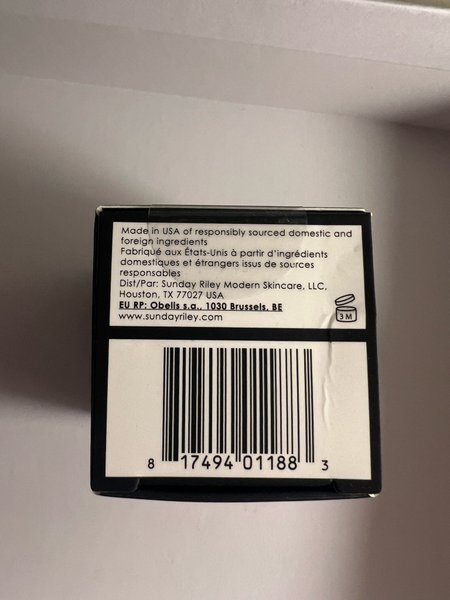 Made in USA of responsibly sourced domestic and
foreign ingredients
Fabriqué aux États-Unis à partir d'ingrédients
domestiques et étrangers issus de sources
responsables
Dist/Par: Sunday Riley Modern Skincare, LLC,
Houston, TX 77027 USA
EU RP: Obelis s.a., 1030 Brussels, BE
www.sundayriley.com
3 M
8 17494 01188 3